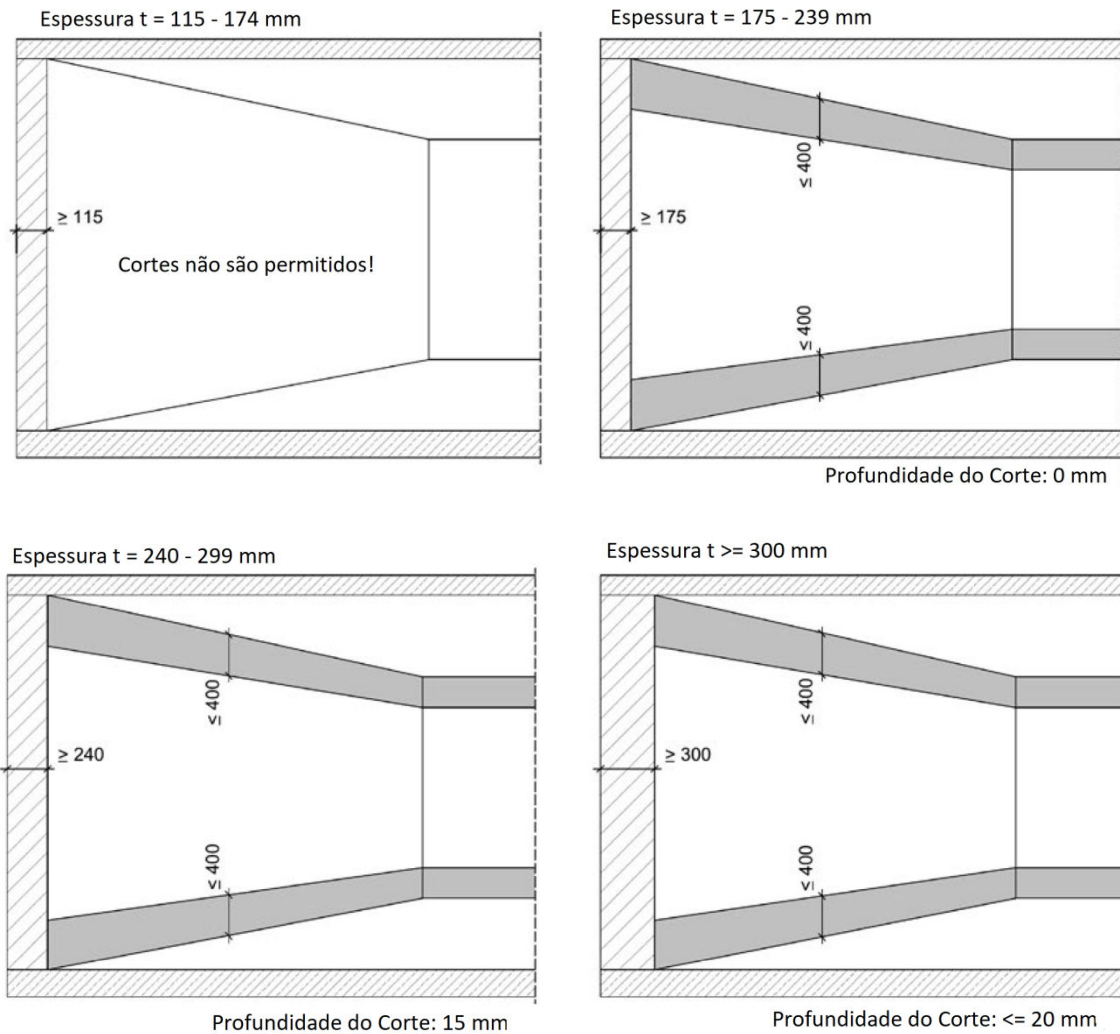 Espessura t = 115 - 174 mm
≥ 115
Cortes não são permitidos!
Espessura t = 175 - 239 mm
≤ 400
≥ 175
≤ 400
Profundidade do Corte: 0 mm
Espessura t = 240 - 299 mm
≤ 400
≥ 240
≤ 400
Profundidade do Corte: 15 mm
Espessura t >= 300 mm
≤ 400
≥ 300
≤ 400
Profundidade do Corte: <= 20 mm